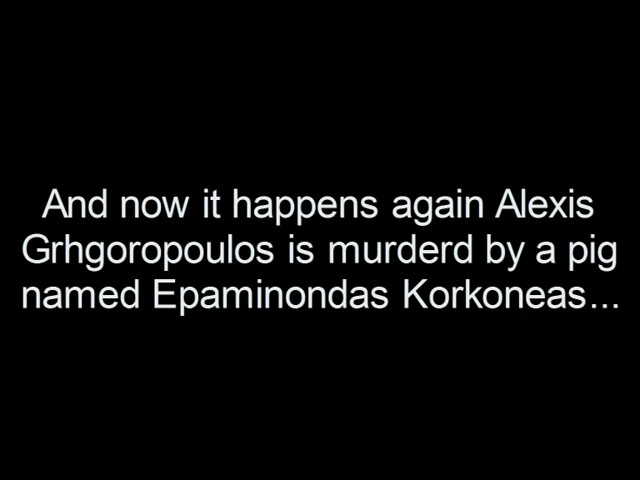 And now it happens again Alexis
Grhgoropoulos is murderd by a pig
named Epaminondas Korkoneas...